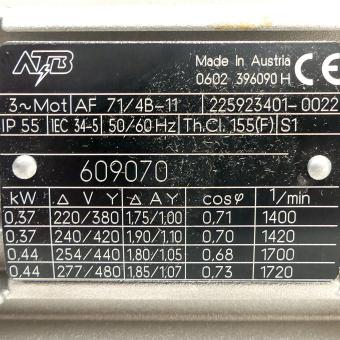 ATB Made in Austria
0602 396090 H CE
3~Mot AF 71/4B-11 225923401-0022
IP 55 IEC 34-5 50/60 Hz Th.Cl. 155(F) S1
609070
kW Δ V Y Δ A Y cosφ 1/min
0,37 220/380 1,75/1,00 0,71 1400
0,37 240/420 1,90/1,10 0,70 1420
0,44 254/440 1,80/1,05 0,68 1700
0,44 277/480 1,85/1,07 0,73 1720